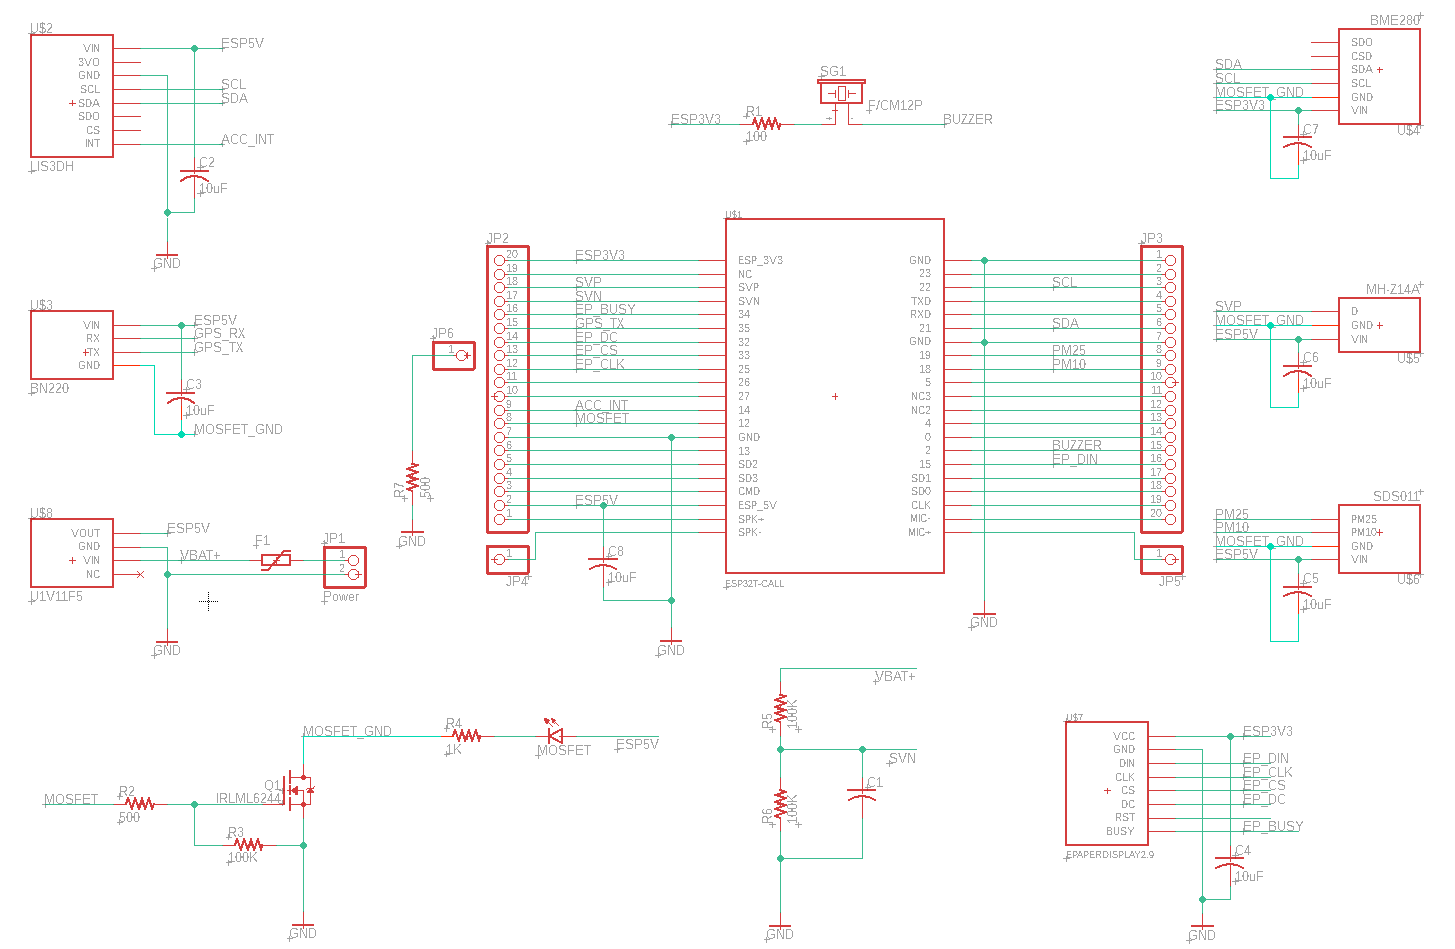 U$2
VIN
3VO
GND
SCL
SDA
SDO
CS
INT
LIS3DH
ESP5V
SCL
SDA
ACC_INT
C2
10uF
GND
U$3
VIN
RX
TX
GND
BN220
ESP5V
GPS_RX
GPS_TX
C3
10uF
MOSFET_GND
U$8
VOUT
GND
VIN
NC
U1V11F5
ESP5V
VBAT+
F1
JP1
1
2
Power
GND
SG1
F/CM12P
ESP3V3
R1
100
BUZZER
JP6
1
R7
500
GND
JP2
20
19
18
17
16
15
14
13
12
11
10
9
8
7
6
5
4
3
2
1
1
JP4
ESP3V3
SVP
SVN
EP_BUSY
GPS_TX
EP_DC
EP_CS
EP_CLK
ACC_INT
MOSFET
ESP5V
C8
10uF
GND
U$1
ESP_3V3
NC
SVP
SVN
34
35
32
33
25
26
27
14
12
GND
13
SD2
SD3
CMD
ESP_5V
SPK+
SPK-
GND
23
22
TXD
RXD
21
GND
19
18
5
NC3
NC2
4
0
2
15
SD1
SD0
CLK
MIC-
MIC+
ESP32T-CALL
GND
SCL
SDA
PM25
PM10
BUZZER
EP_DIN
JP3
1
2
3
4
5
6
7
8
9
10
11
12
13
14
15
16
17
18
19
20
1
JP5
BME280
SDO
CSD
SDA
SCL
GND
VIN
U$4
SDA
SCL
MOSFET_GND
ESP3V3
C7
10uF
MH-Z14A
D
GND
VIN
U$5
SVP
MOSFET_GND
ESP5V
C6
10uF
SDS011
PM25
PM10
GND
VIN
U$6
PM25
PM10
MOSFET_GND
ESP5V
C5
10uF
MOSFET_GND
R4
1K
MOSFET
ESP5V
MOSFET
R2
500
Q1
IRLML6244
R3
100K
GND
VBAT+
R5
100K
SVN
R6
100K
C1
GND
U$7
VCC
GND
DIN
CLK
CS
DC
RST
BUSY
EPAPERDISPLAY2.9
ESP3V3
EP_DIN
EP_CLK
EP_CS
EP_DC
EP_BUSY
C4
10uF
GND